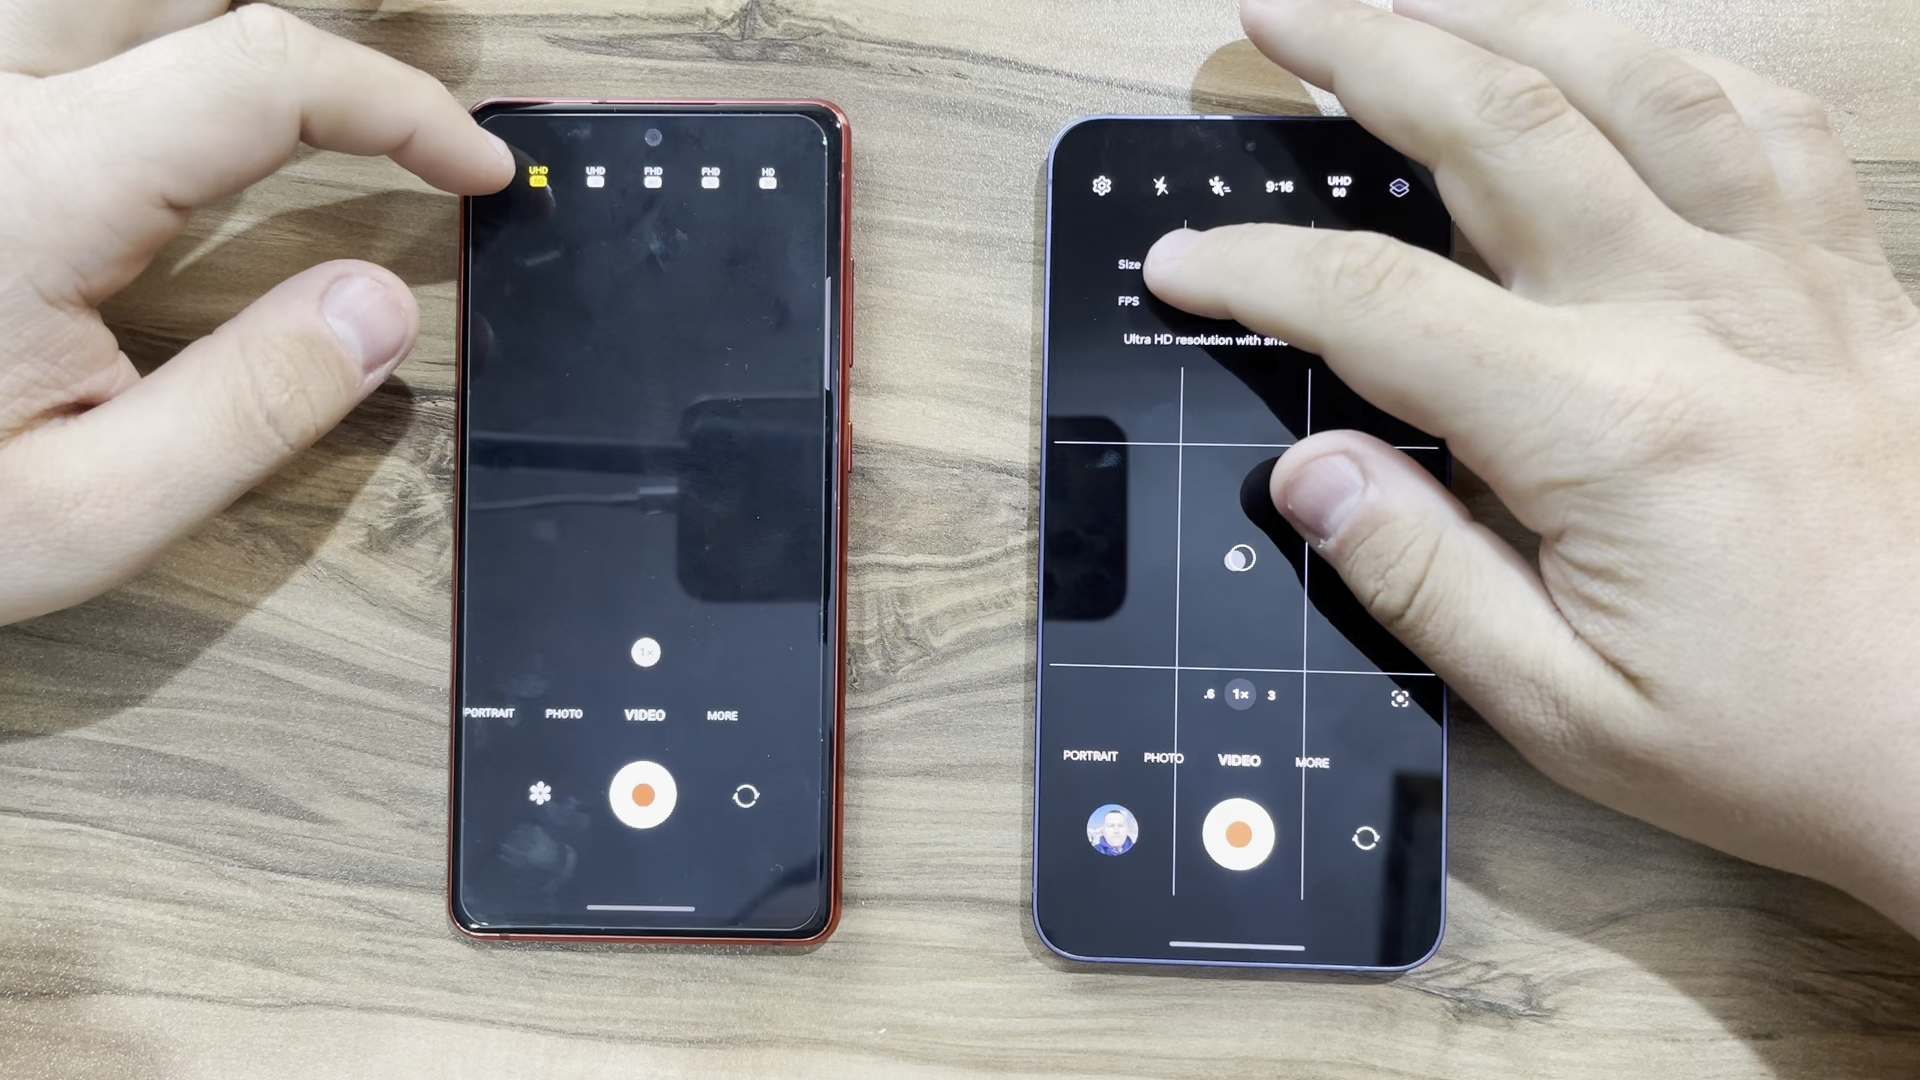 UHD
UHD
FHD
FHD
HD
1×
PORTRAIT PHOTO VIDEO MORE
9:16
UHD
60
Size
FPS
Ultra HD resolution with
.6 1× 3
PORTRAIT PHOTO VIDEO MORE